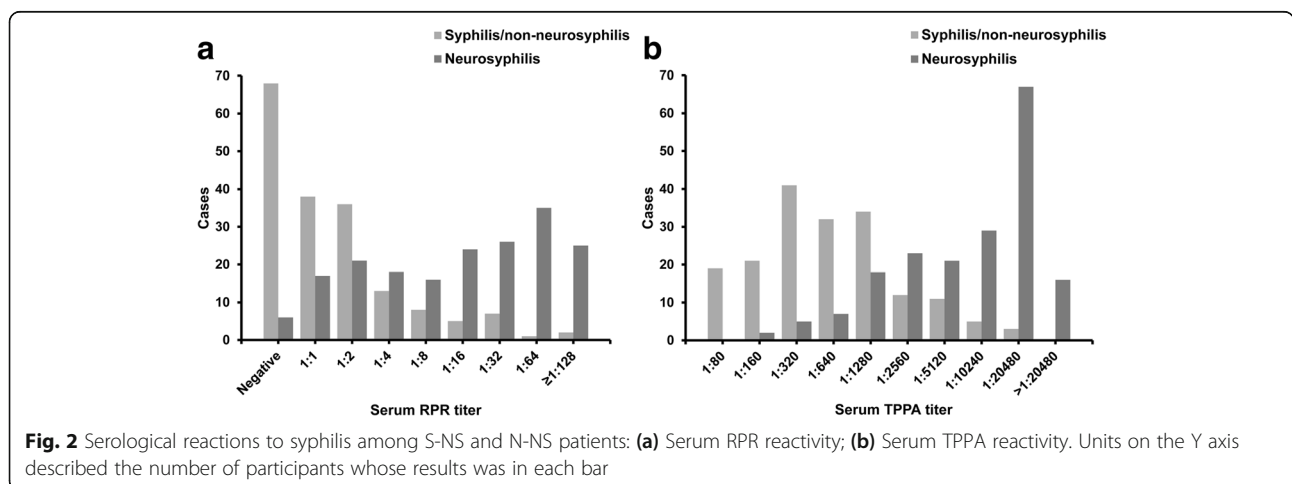 a
Syphilis/non-neurosyphilis
Neurosyphilis
70
60
50
40
30
20
10
0
Cases
Negative
1:1
1:2
1:4
1:8
1:16
1:32
1:64
≥1:128
Serum RPR titer
b
Syphilis/non-neurosyphilis
Neurosyphilis
70
60
50
40
30
20
10
0
Cases
1:80
1:160
1:320
1:640
1:1280
1:2560
1:5120
1:10240
1:20480
>1:20480
Serum TPPA titer
Fig. 2 Serological reactions to syphilis among S-NS and N-NS patients: (a) Serum RPR reactivity; (b) Serum TPPA reactivity. Units on the Y axis
described the number of participants whose results was in each bar